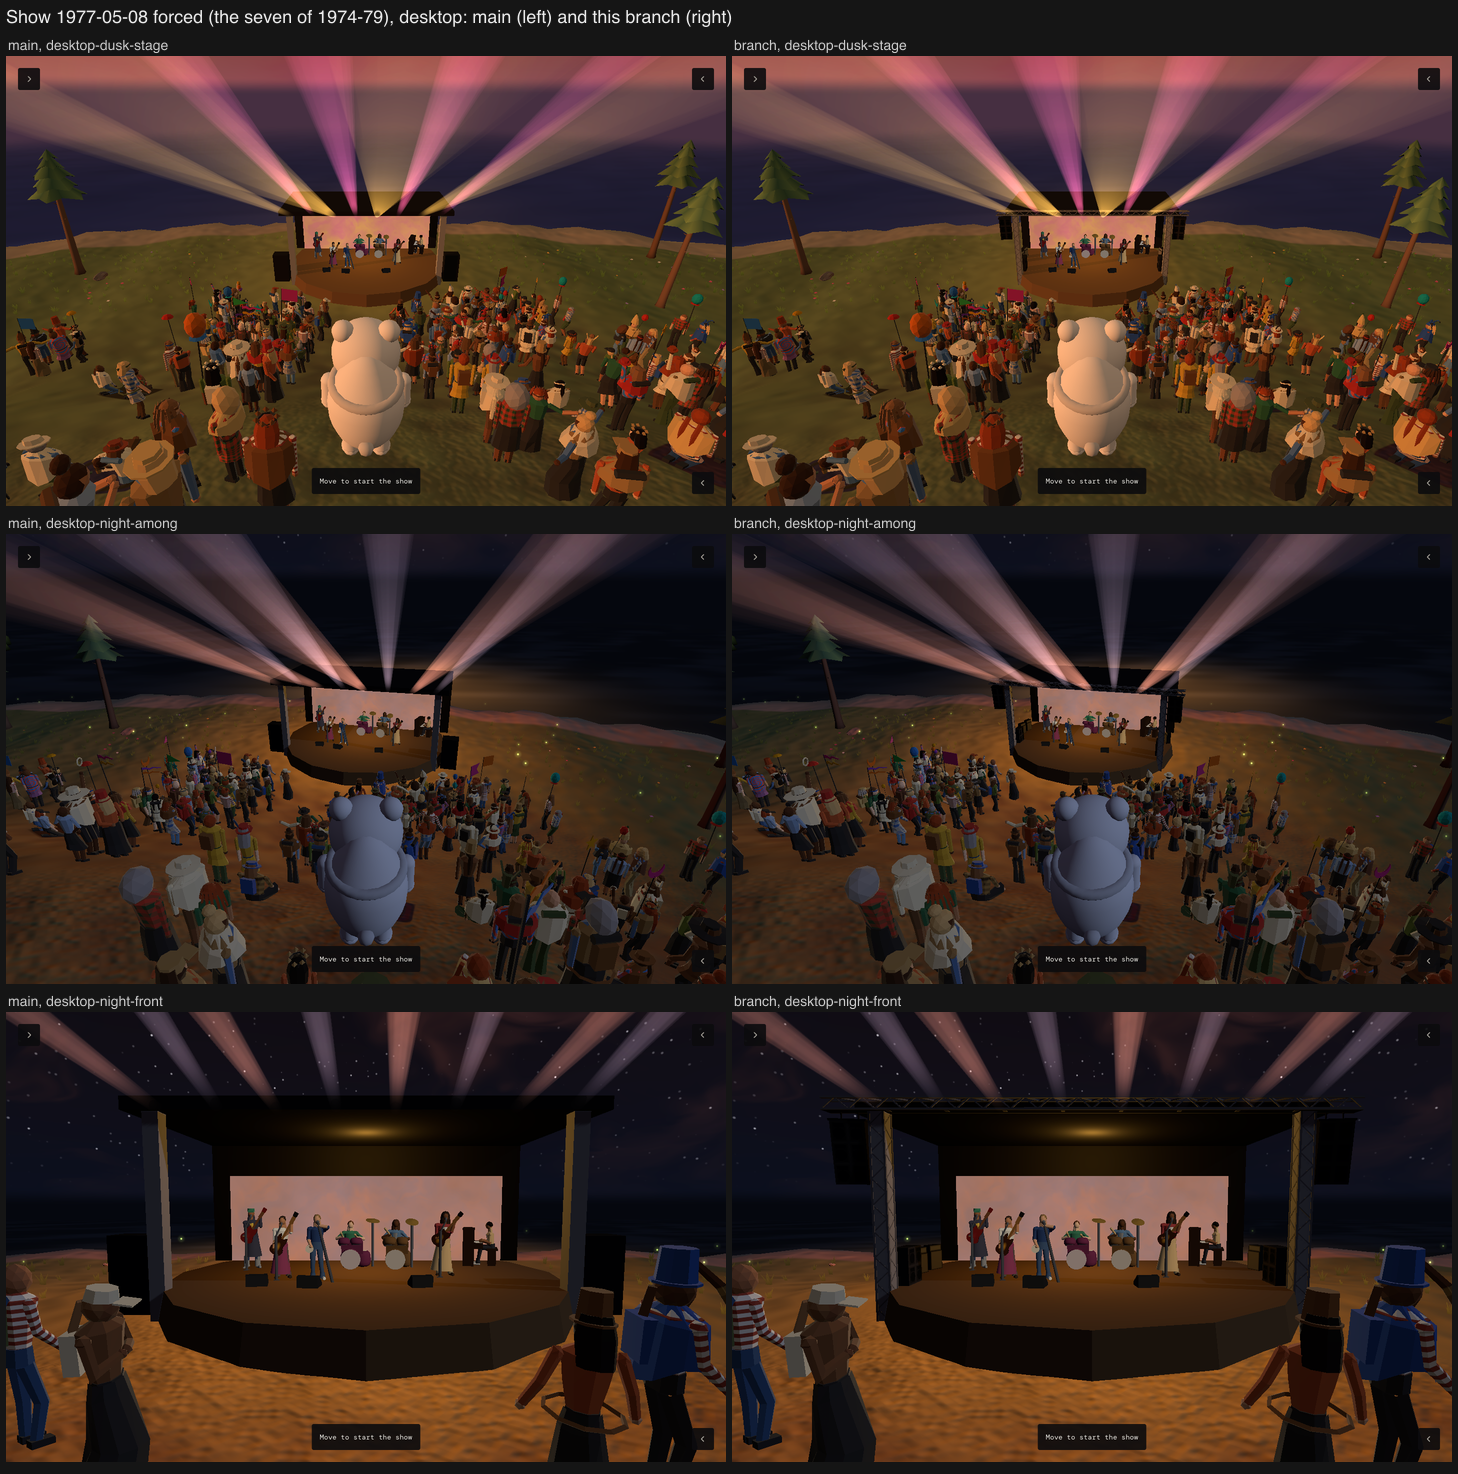 Show 1977-05-08 forced (the seven of 1974-79), desktop: main (left) and this branch (right)
main, desktop-dusk-stage
branch, desktop-dusk-stage
Move to start the show
Move to start the show
main, desktop-night-among
branch, desktop-night-among
Move to start the show
Move to start the show
main, desktop-night-front
branch, desktop-night-front
Move to start the show
Move to start the show